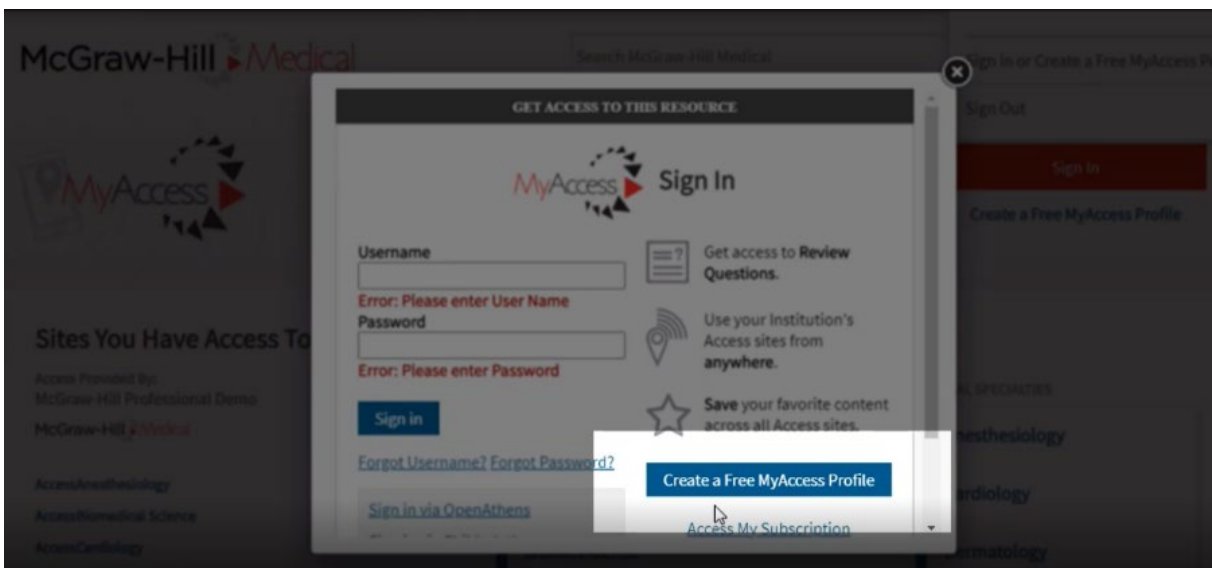 McGraw-Hill Medical
Search McGraw-Hill Medical
Sign In or Create a Free MyAccess
Sign Out
Sign In
Create a Free MyAccess Profile
MyAccess
Sites You Have Access To
Access Provided By:
McGraw-Hill Professional Demo
McGraw-Hill Medical
AccessAnesthesiology
AccessBiomedical Science
AccessCardiology
GET ACCESS TO THIS RESOURCE
MyAccess Sign In
Username
Error: Please enter User Name
Password
Error: Please enter Password
Sign in
Forgot Username? Forgot Password?
Sign in via OpenAthens
Get access to Review
Questions.
Use your Institution's
Access sites from
anywhere.
Save your favorite content
across all Access sites.
Create a Free MyAccess Profile
Access My Subscription
AL SPECIALTIES
nesthesiology
ardiology
ermatology